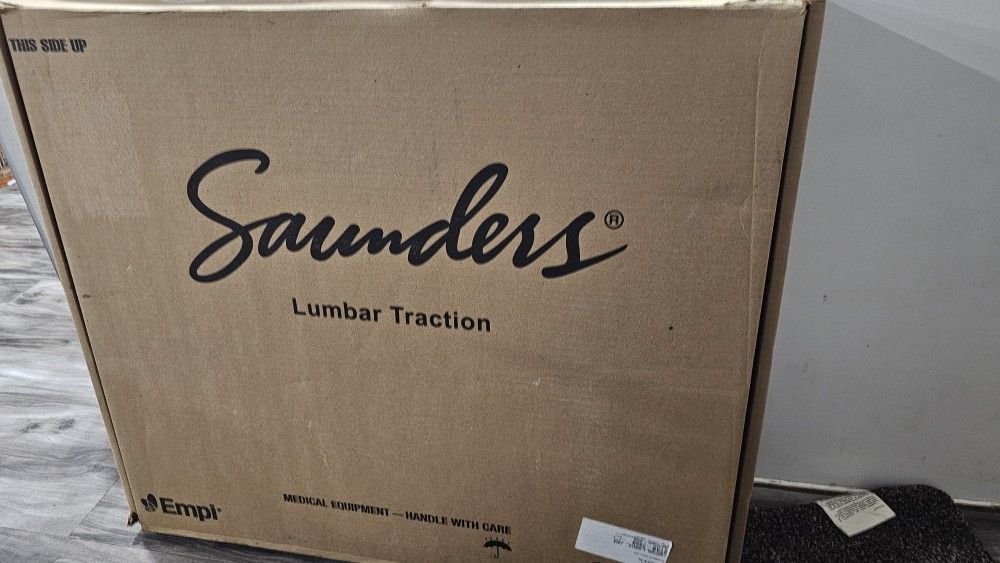 THIS SIDE UP
Saunders®
Lumbar Traction
Empi
MEDICAL EQUIPMENT — HANDLE WITH CARE